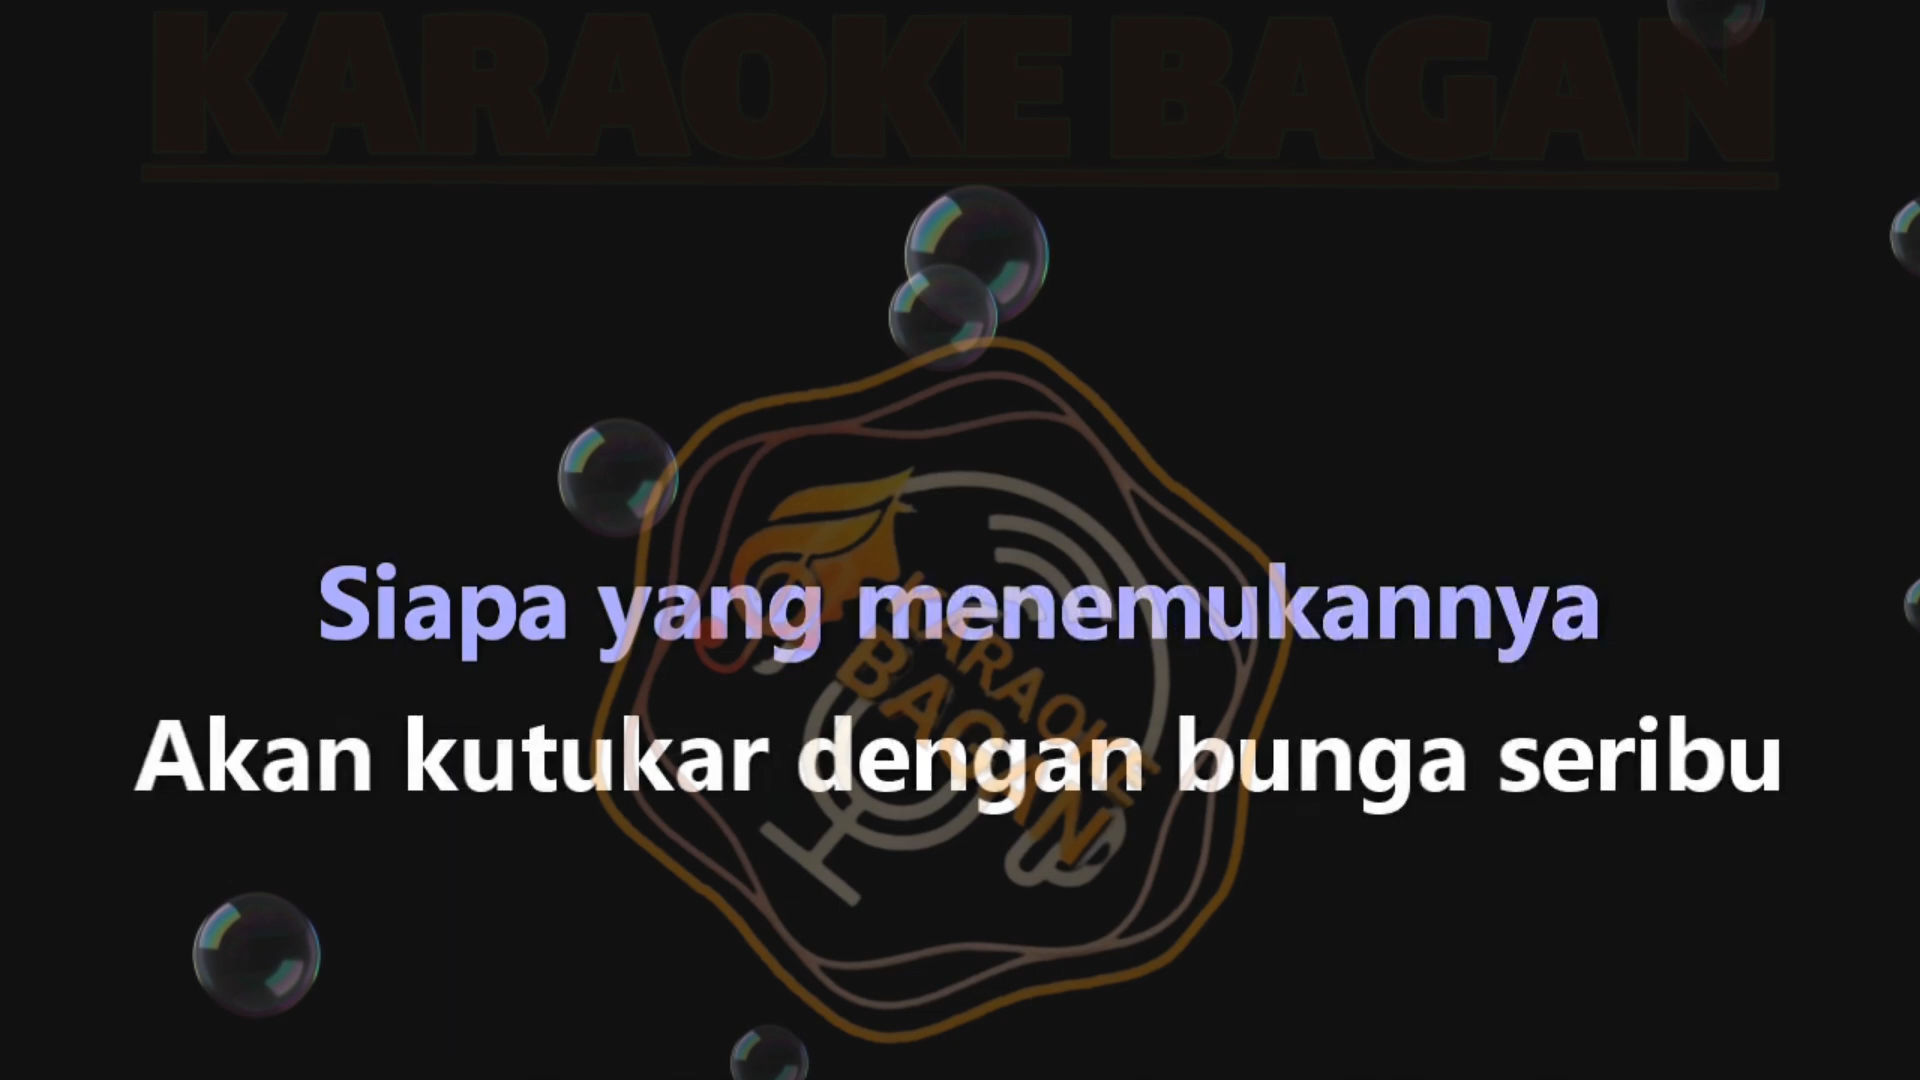 KARAOKE BAGAN
Siapa yang menemukannya
KARAOKE
BAGAN
Akan kutukar dengan bunga seribu